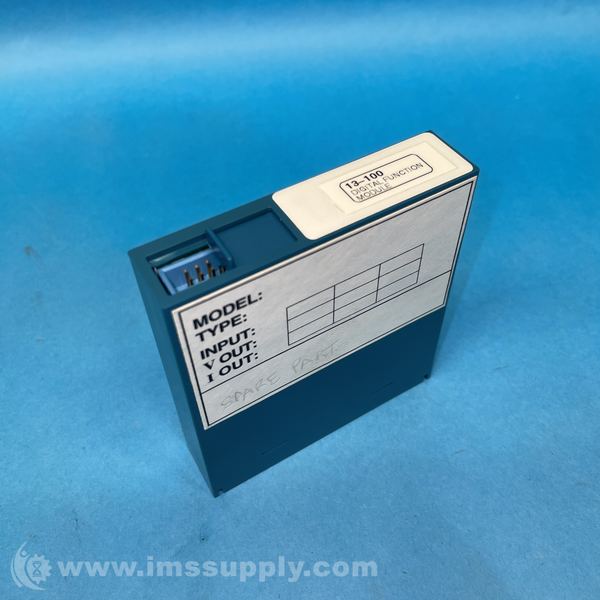 13-100
DIGITAL FUNCTION
MODULE
MODEL:
TYPE:
INPUT:
V OUT:
I OUT:
SPARE PART
www.imssupply.com